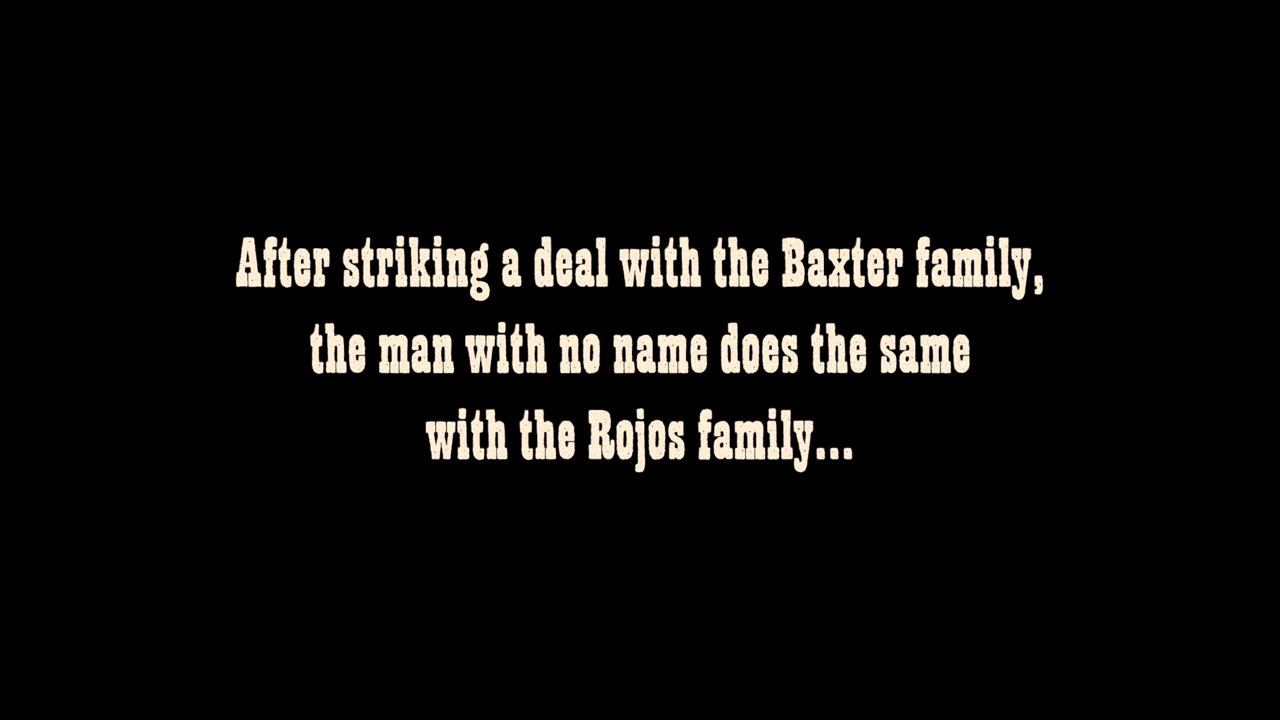 After striking a deal with the Baxter family,
the man with no name does the same
with the Rojos family...